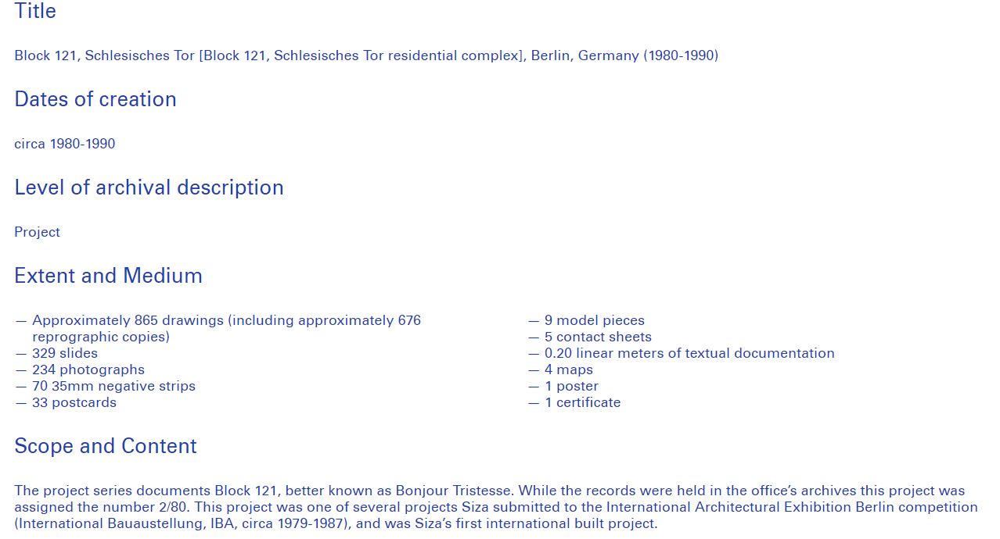 Title
Block 121, Schlesisches Tor [Block 121, Schlesisches Tor residential complex], Berlin, Germany (1980-1990)
Dates of creation
circa 1980-1990
Level of archival description
Project
Extent and Medium
— Approximately 865 drawings (including approximately 676
reprographic copies)
— 329 slides
— 234 photographs
— 70 35mm negative strips
— 33 postcards
— 9 model pieces
— 5 contact sheets
— 0.20 linear meters of textual documentation
— 4 maps
— 1 poster
— 1 certificate
Scope and Content
The project series documents Block 121, better known as Bonjour Tristesse. While the records were held in the office’s archives this project was
assigned the number 2/80. This project was one of several projects Siza submitted to the International Architectural Exhibition Berlin competition
(International Bauaustellung, IBA, circa 1979-1987), and was Siza’s first international built project.